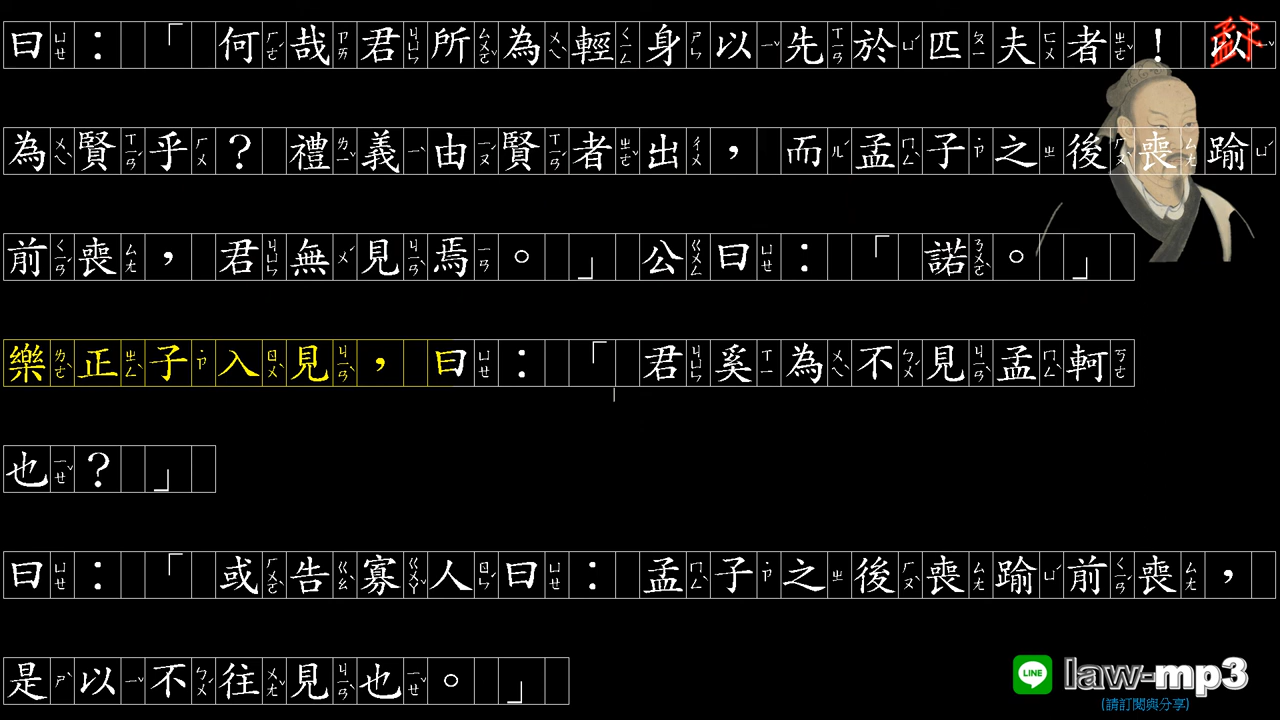 曰：「何哉君所為輕身以先於匹夫者！以
為賢乎？禮義由賢者出，而孟子之後喪踰
前喪，君無見焉。」公曰：「諾。」
樂正子入見，曰：「君奚為不見孟軻
也？」
曰：「或告寡人曰：孟子之後喪踰前喪，
是以不往見也。」
LINE law-mp3
(請訂閱與分享)